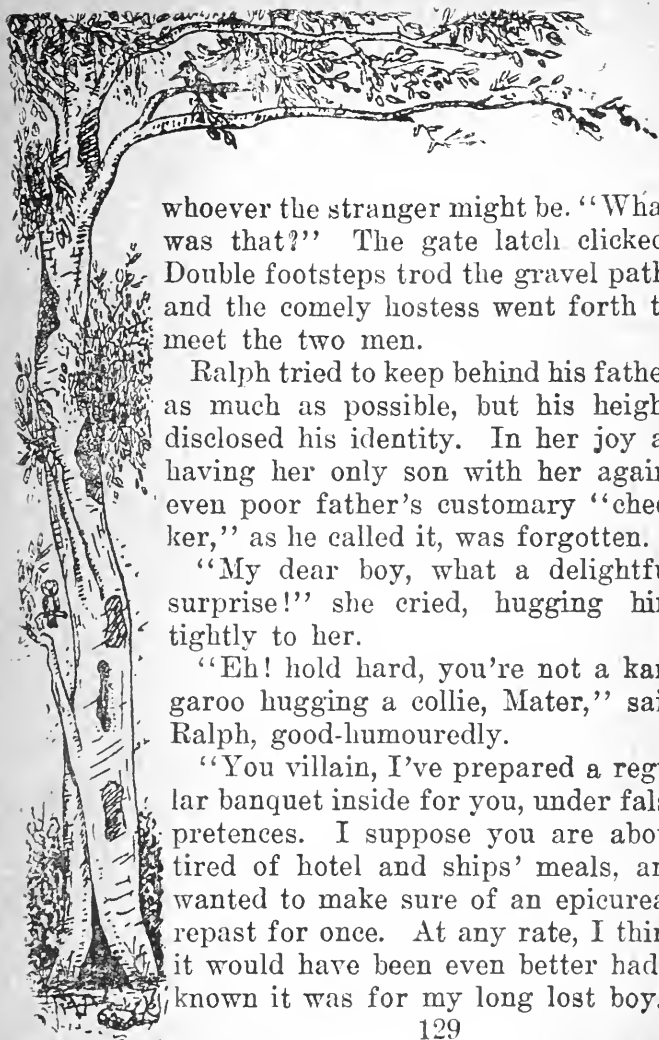 whoever the stranger might be. "Wha
was that?" The gate latch clicked
Double footsteps trod the gravel path
and the comely hostess went forth t
meet the two men.
Ralph tried to keep behind his fathe
as much as possible, but his heigh
disclosed his identity. In her joy a
having her only son with her again
even poor father's customary "chee
ker," as he called it, was forgotten.
"My dear boy, what a delightfu
surprise!" she cried, hugging hi
tightly to her.
"Eh! hold hard, you're not a kan
garoo hugging a collie, Mater," sai
Ralph, good-humouredly.
"You villain, I've prepared a regu
lar banquet inside for you, under fals
pretences. I suppose you are abou
tired of hotel and ships' meals, an
wanted to make sure of an epicurea
repast for once. At any rate, I thin
it would have been even better had
known it was for my long lost boy.
129